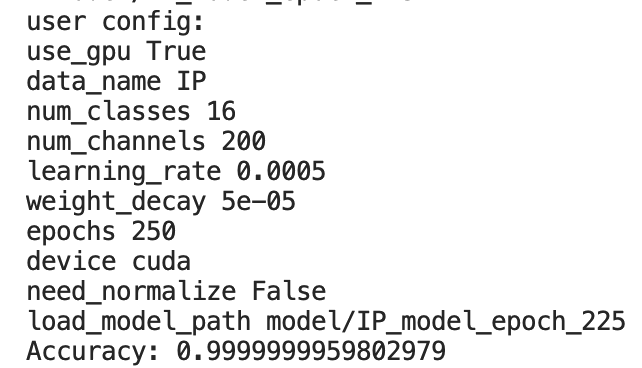 user config:
use_gpu True
data_name IP
num_classes 16
num_channels 200
learning_rate 0.0005
weight_decay 5e-05
epochs 250
device cuda
need_normalize False
load_model_path model/IP_model_epoch_225
Accuracy: 0.9999999959802979